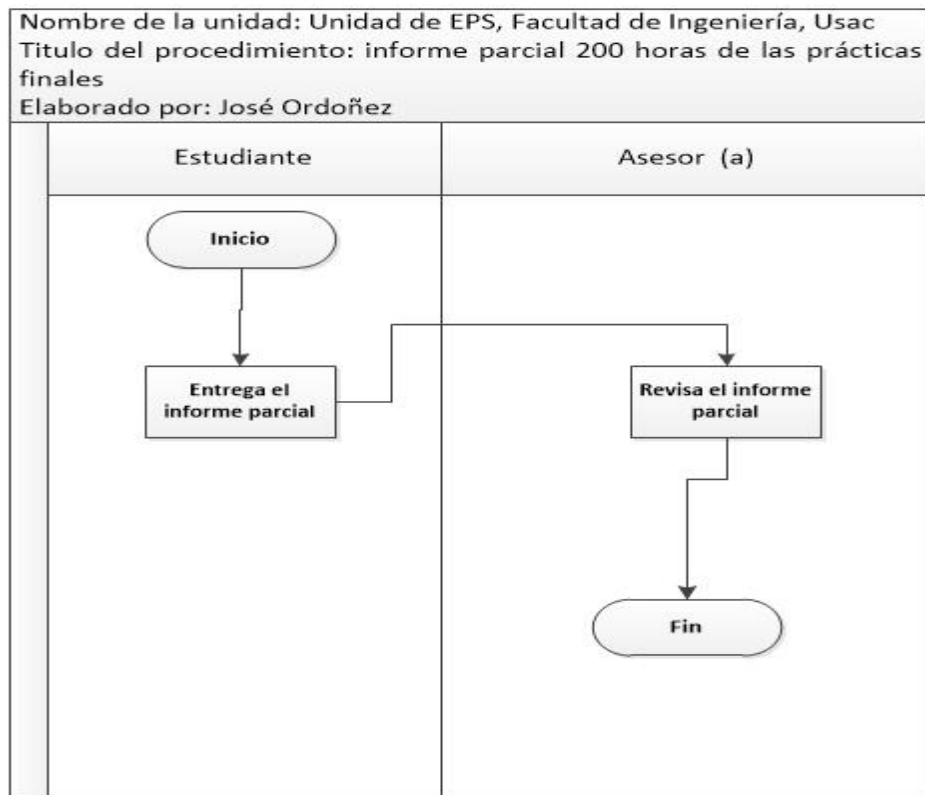 Nombre de la unidad: Unidad de EPS, Facultad de Ingeniería, Usac
Titulo del procedimiento: informe parcial 200 horas de las prácticas
finales
Elaborado por: José Ordoñez
Estudiante
Asesor (a)
Inicio
Entrega el
informe parcial
Revisa el informe
parcial
Fin